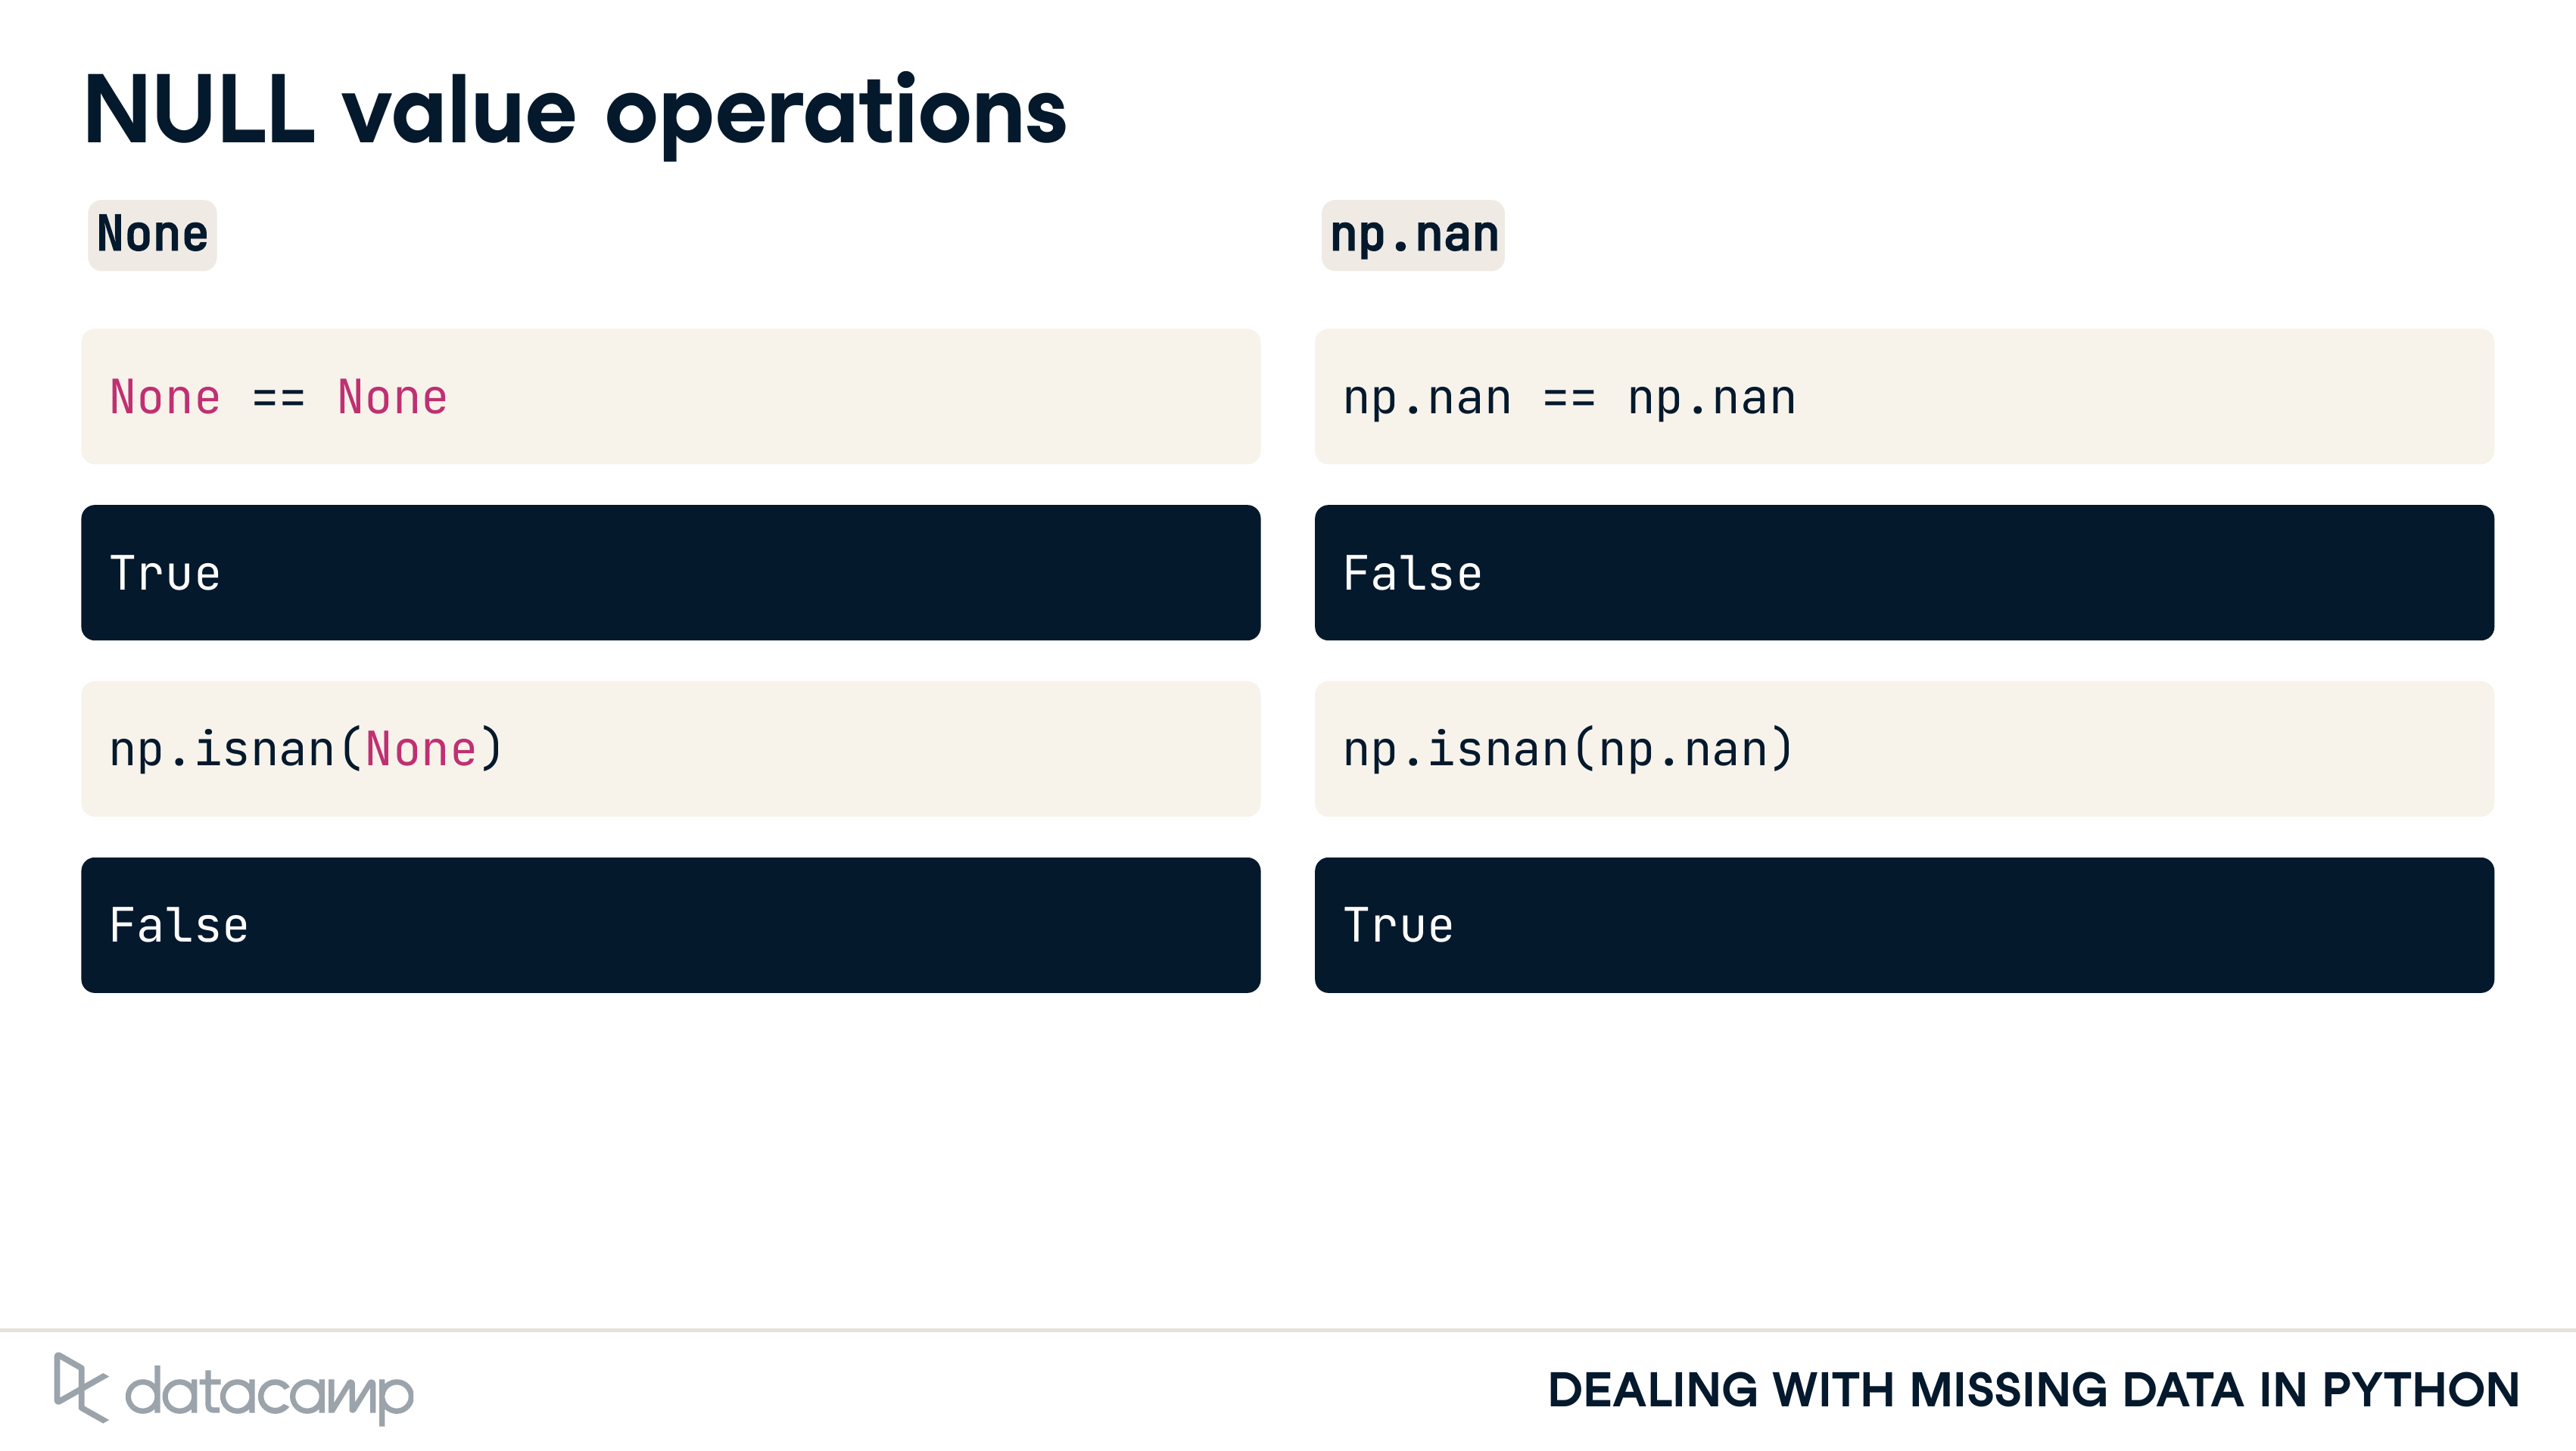 NULL value operations
None
None == None
True
np.isnan(None)
False
np.nan
np.nan == np.nan
False
np.isnan(np.nan)
True
datacamp
DEALING WITH MISSING DATA IN PYTHON